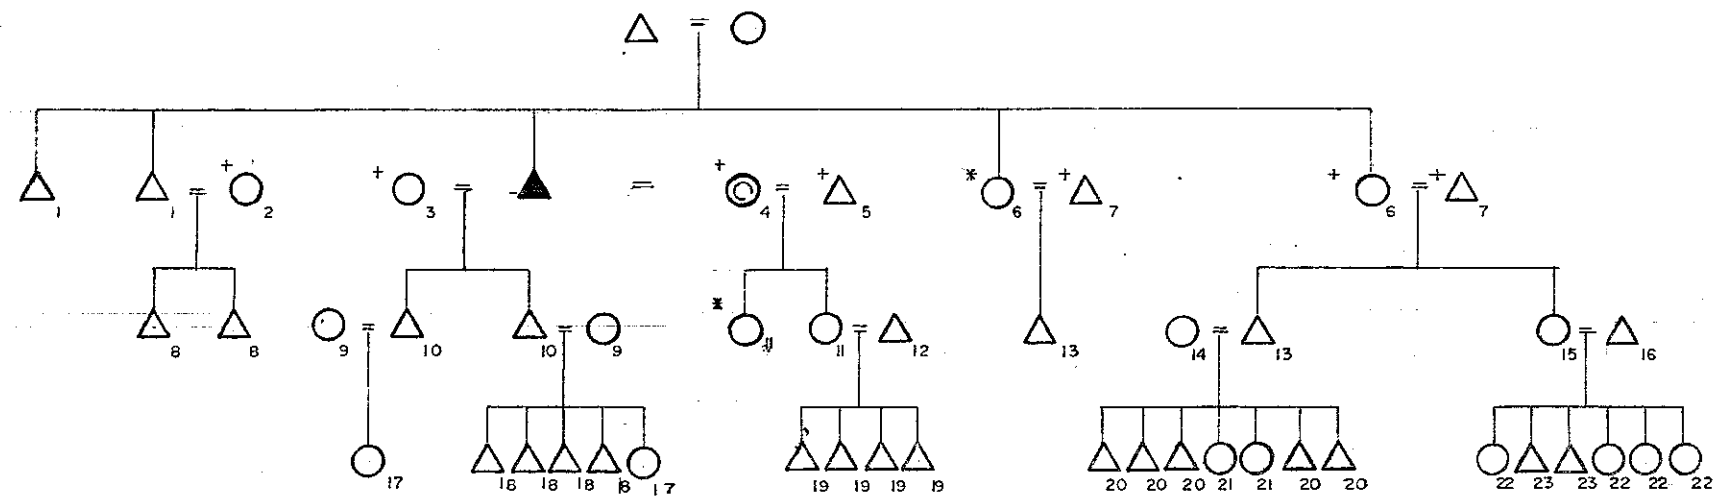 = 
+ + + + * + + +
= = - = = = =
1 1 2 3 4 5 6 7 6 7
*
= = = = =
8 8 9 10 10 9 11 11 12 13 14 13 15 16
17 18 18 18 18 17 19 19 19 19 20 20 20 21 21 20 20 22 23 23 22 22 22